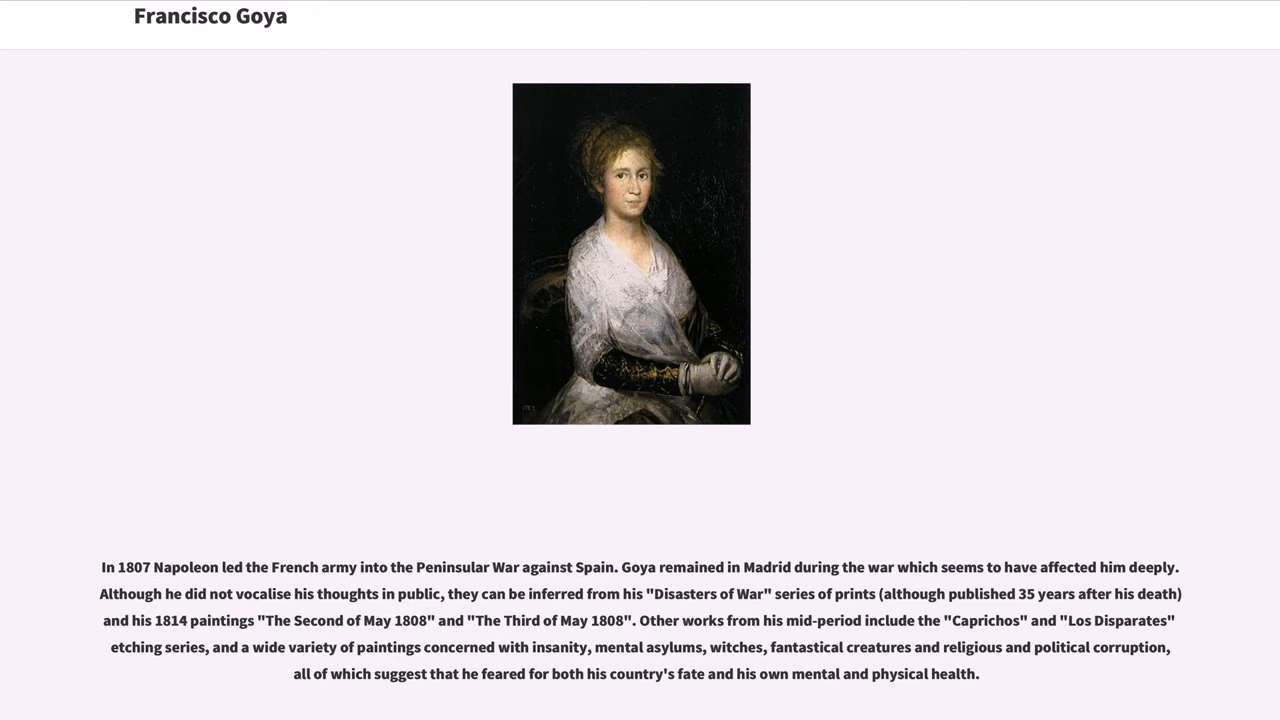 Francisco Goya
In 1807 Napoleon led the French army into the Peninsular War against Spain. Goya remained in Madrid during the war which seems to have affected him deeply.
Although he did not vocalise his thoughts in public, they can be inferred from his "Disasters of War" series of prints (although published 35 years after his death)
and his 1814 paintings "The Second of May 1808" and "The Third of May 1808". Other works from his mid-period include the "Caprichos" and "Los Disparates"
etching series, and a wide variety of paintings concerned with insanity, mental asylums, witches, fantastical creatures and religious and political corruption,
all of which suggest that he feared for both his country's fate and his own mental and physical health.